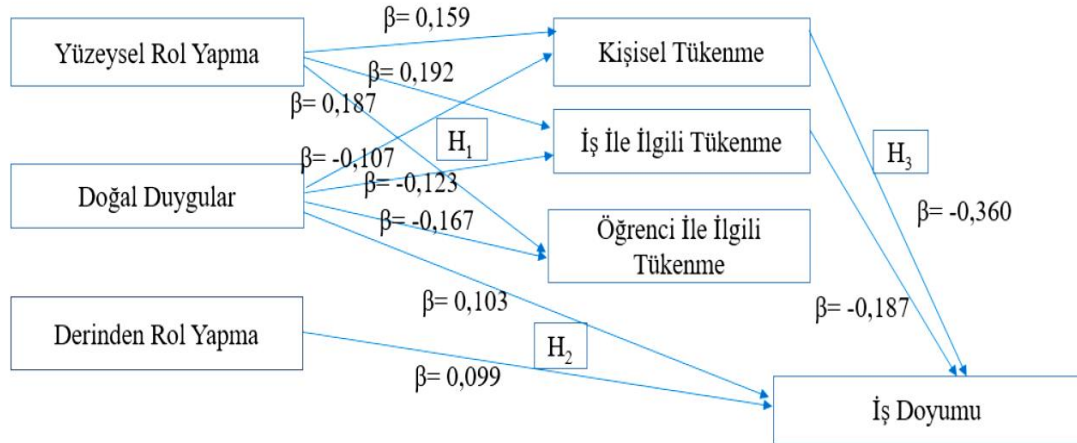 β= 0,159
Yüzeysel Rol Yapma
Kişisel Tükenme
β= 0,192
β= 0,187
H1
İş İle İlgili Tükenme
H3
β= -0,107
β= -0,123
Doğal Duygular
β= -0,167
Öğrenci İle İlgili
Tükenme
β= -0,360
β= 0,103
β= -0,187
Derinden Rol Yapma
H2
β= 0,099
İş Doyumu